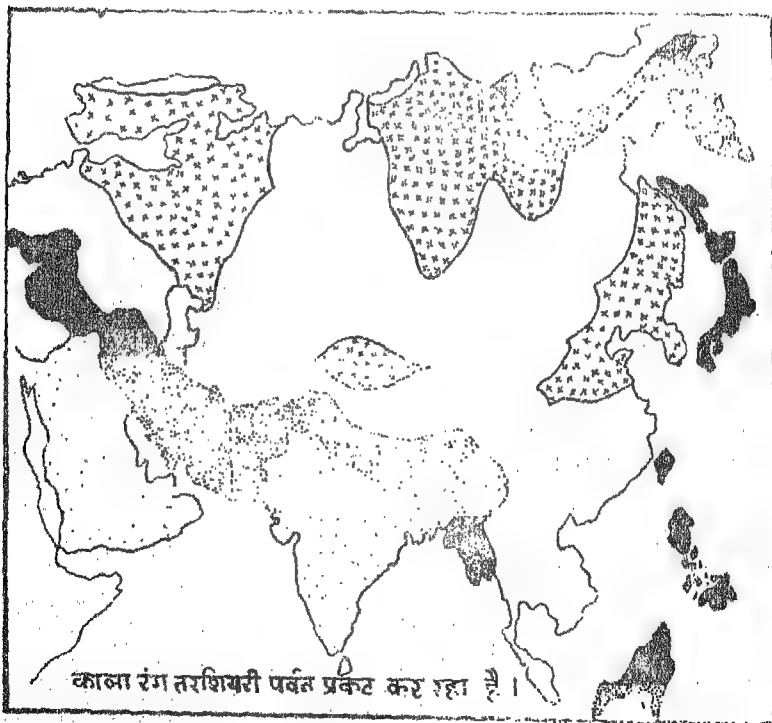 काला रंग तरशियरी पर्वत प्रकट कर रहा है ।